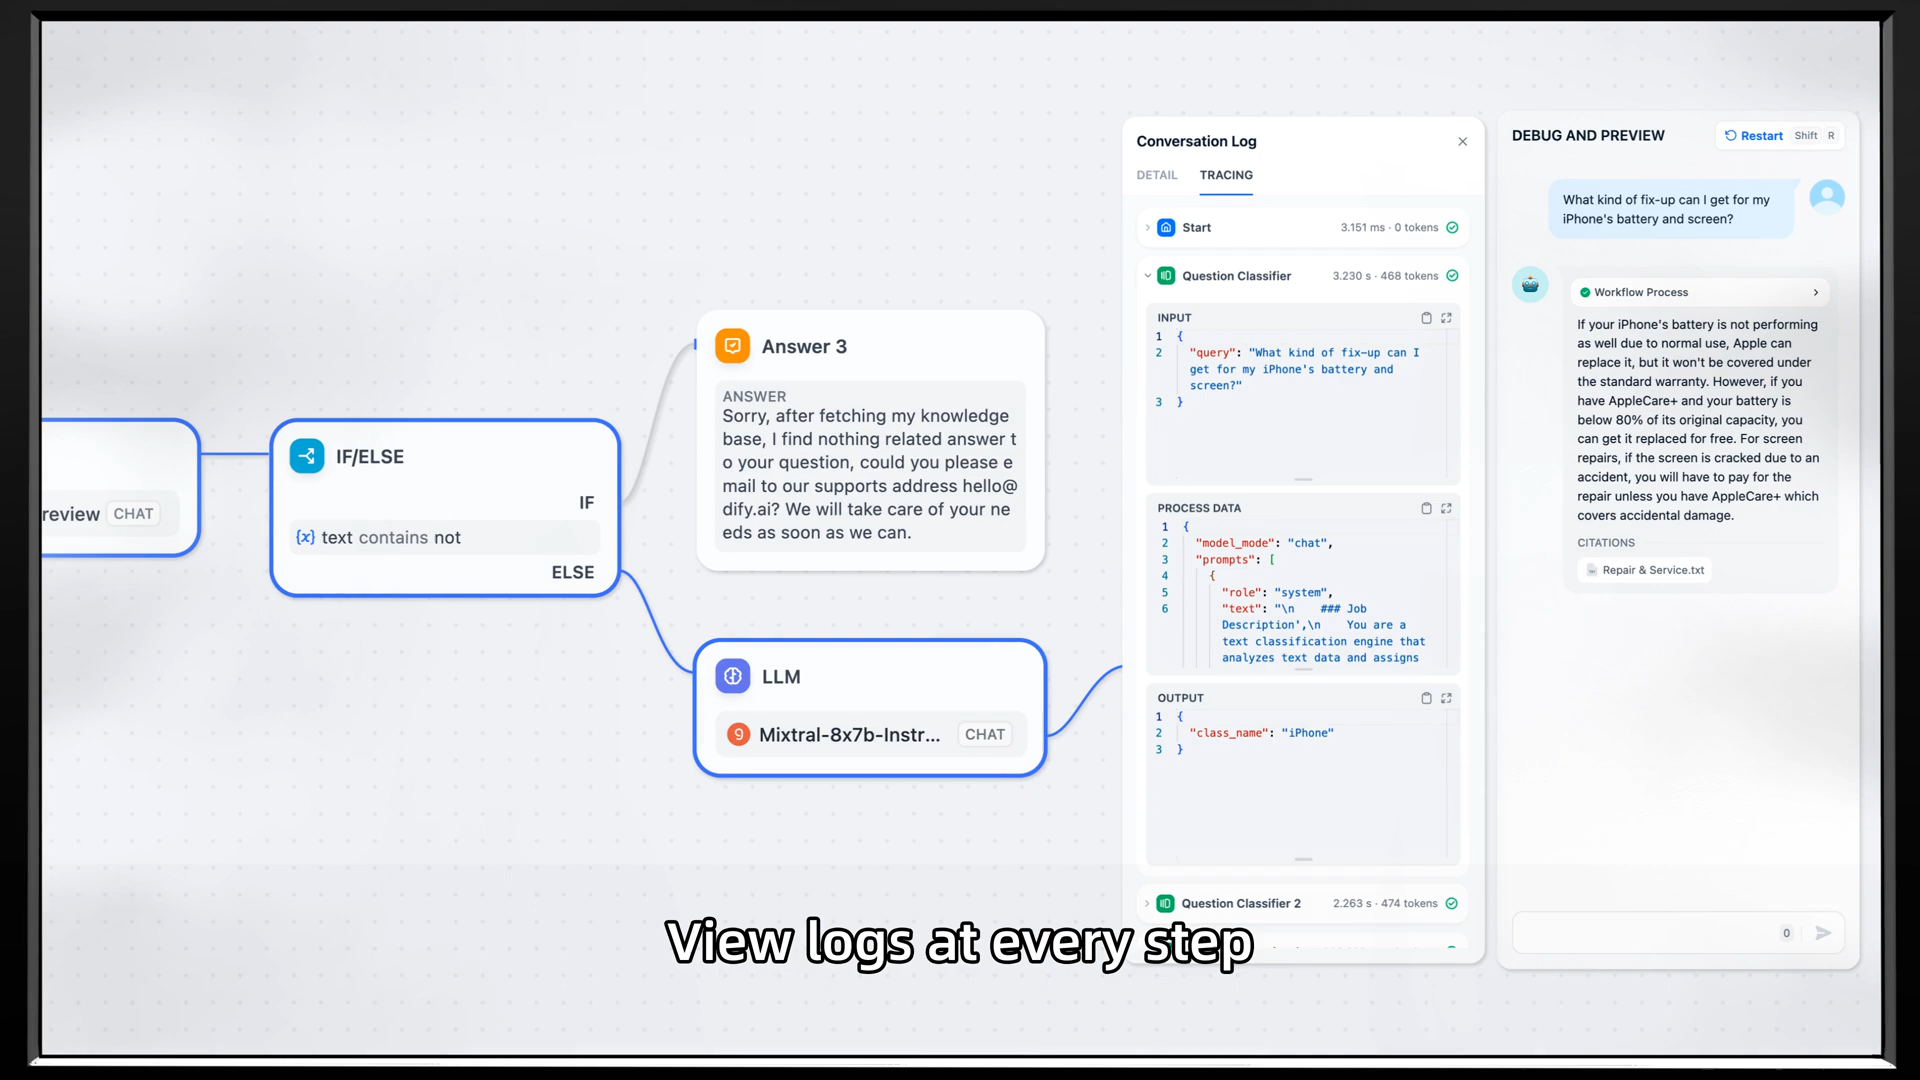 review CHAT
IF/ELSE
IF
{x} text contains not
ELSE
Answer 3
ANSWER
Sorry, after fetching my knowledge
base, I find nothing related answer t
o your question, could you please e
mail to our supports address hello@
dify.ai? We will take care of your ne
eds as soon as we can.
LLM
Mixtral-8x7b-Instr... CHAT
Conversation Log
DETAIL TRACING
Start 3.151 ms · 0 tokens
Question Classifier 3.230 s · 468 tokens
INPUT
1 {
2 "query": "What kind of fix-up can I
get for my iPhone's battery and
screen?"
3 }
PROCESS DATA
1 {
2 "model_mode": "chat",
3 "prompts": [
4 {
5 "role": "system",
6 "text": "\n ### Job
Description',\n You are a
text classification engine that
analyzes text data and assigns
OUTPUT
1 {
2 "class_name": "iPhone"
3 }
Question Classifier 2 2.263 s · 474 tokens
DEBUG AND PREVIEW
Restart Shift R
What kind of fix-up can I get for my
iPhone's battery and screen?
Workflow Process
If your iPhone's battery is not performing
as well due to normal use, Apple can
replace it, but it won't be covered under
the standard warranty. However, if you
have AppleCare+ and your battery is
below 80% of its original capacity, you
can get it replaced for free. For screen
repairs, if the screen is cracked due to an
accident, you will have to pay for the
repair unless you have AppleCare+ which
covers accidental damage.
CITATIONS
Repair & Service.txt
0
View logs at every step